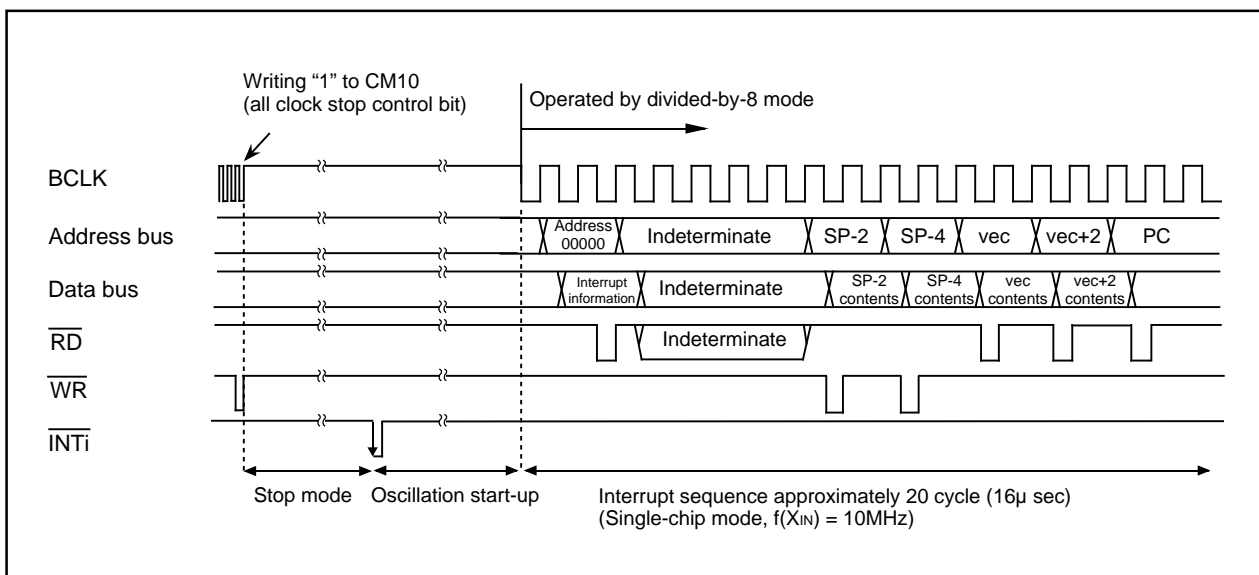 Writing “1” to CM10
(all clock stop control bit)
Operated by divided-by-8 mode
BCLK
Address bus
Address
00000
Indeterminate
SP-2
SP-4
vec
vec+2
PC
Data bus
Interrupt
information
Indeterminate
SP-2
contents
SP-4
contents
vec
contents
vec+2
contents
RD
Indeterminate
WR
INTi
Stop mode
Oscillation start-up
Interrupt sequence approximately 20 cycle (16µ sec)
(Single-chip mode, f(XIN) = 10MHz)